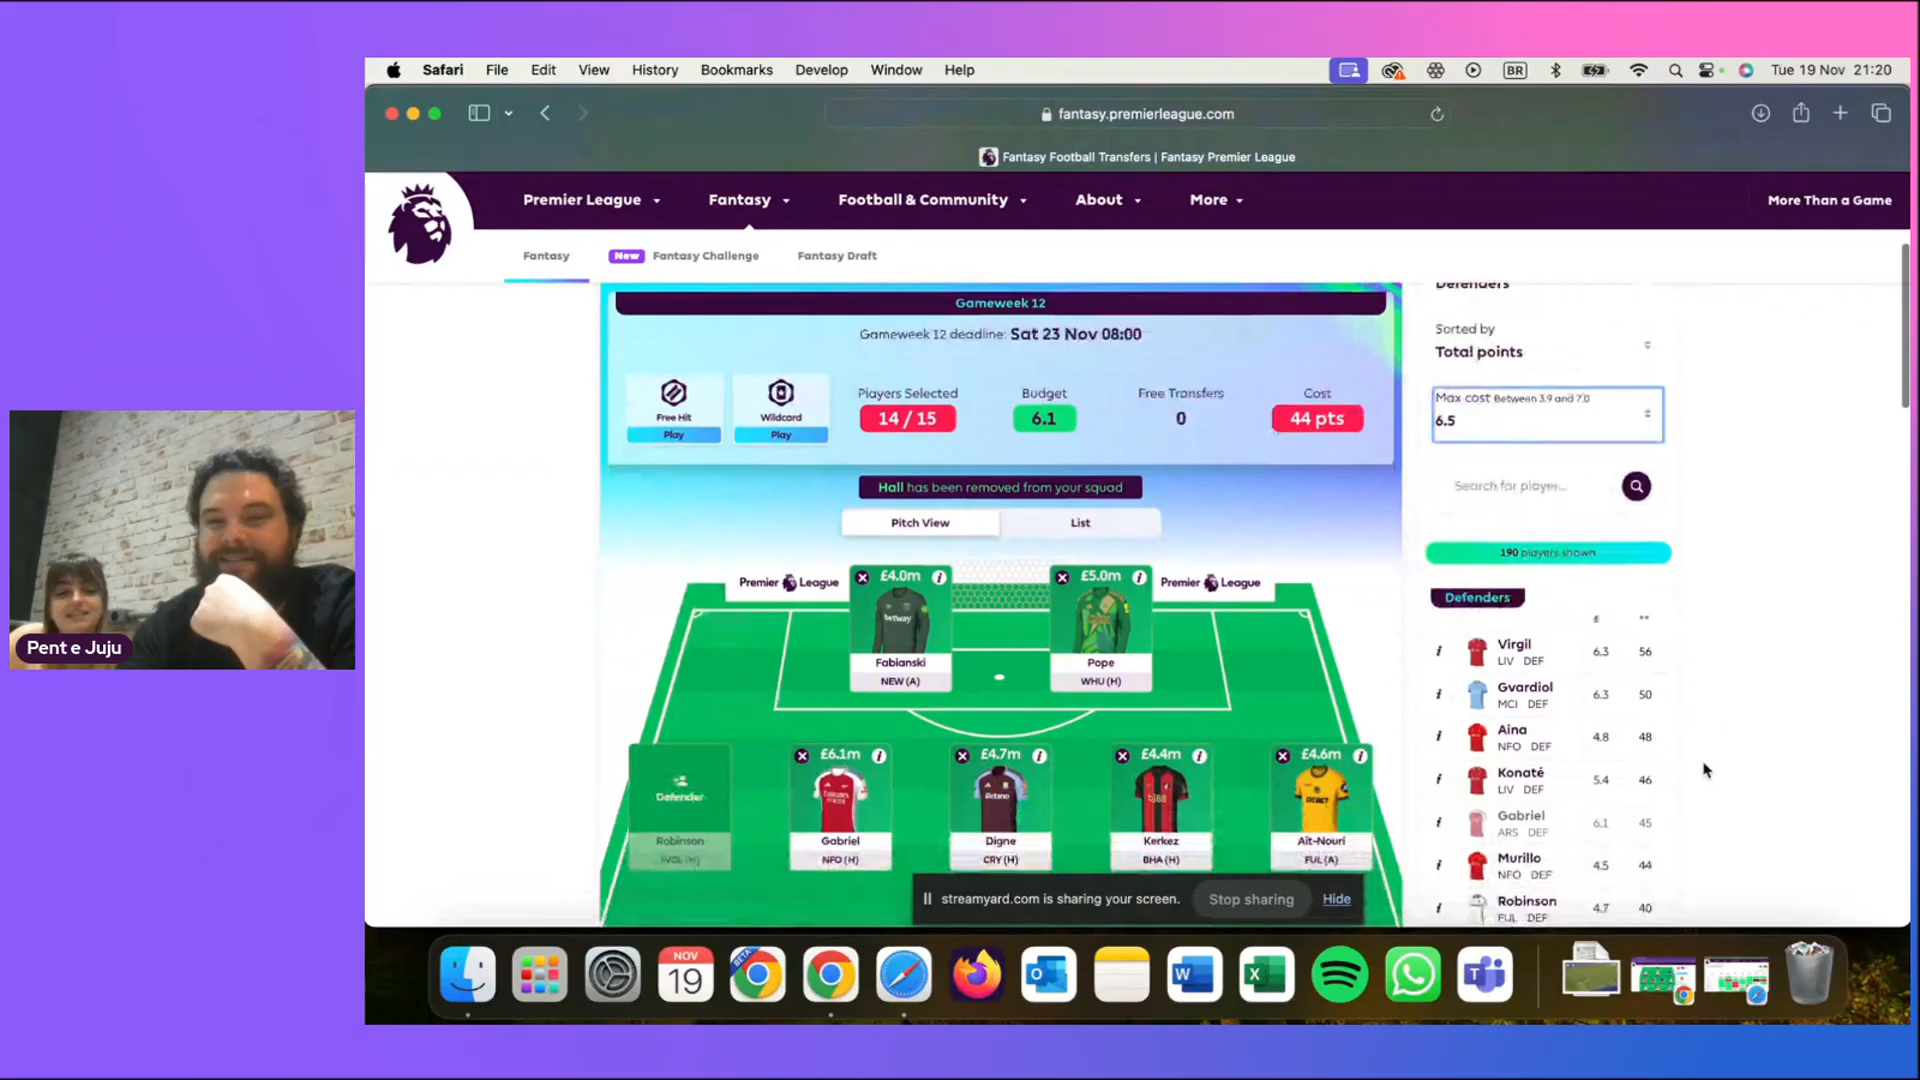 Safari File Edit View History Bookmarks Develop Window Help
BR Tue 19 Nov 21:20
fantasy.premierleague.com
Fantasy Football Transfers | Fantasy Premier League
Premier League Fantasy Football & Community About More More Than a Game
Fantasy New Fantasy Challenge Fantasy Draft
Gameweek 12
Gameweek 12 deadline: Sat 23 Nov 08:00
Free Hit
Play
Wildcard
Play
Players Selected
14 / 15
Budget
6.1
Free Transfers
0
Cost
44 pts
Hall has been removed from your squad
Pitch View List
Premier League
Premier League
£4.0m
betway
Fabianski
NEW (A)
£5.0m
Pope
WHU (H)
Defender
Robinson
£6.1m
Gabriel
NFO (H)
£4.7m
Betano
Digne
CRY (H)
£4.4m
Kerkez
BHA (H)
£4.6m
Aït-Nouri
FUL (A)
Defenders
Sorted by
Total points
Max cost Between 3.9 and 7.0
6.5
Search for player...
190 players shown
Defenders
£ **
Virgil
LIV DEF
6.3 56
Gvardiol
MCI DEF
6.3 50
Aina
NFO DEF
4.8 48
Konaté
LIV DEF
5.4 46
Gabriel
ARS DEF
6.1 45
Murillo
NFO DEF
4.5 44
Robinson
FUL DEF
4.7 40
streamyard.com is sharing your screen. Stop sharing Hide
Pent e Juju
NOV
19
BETA